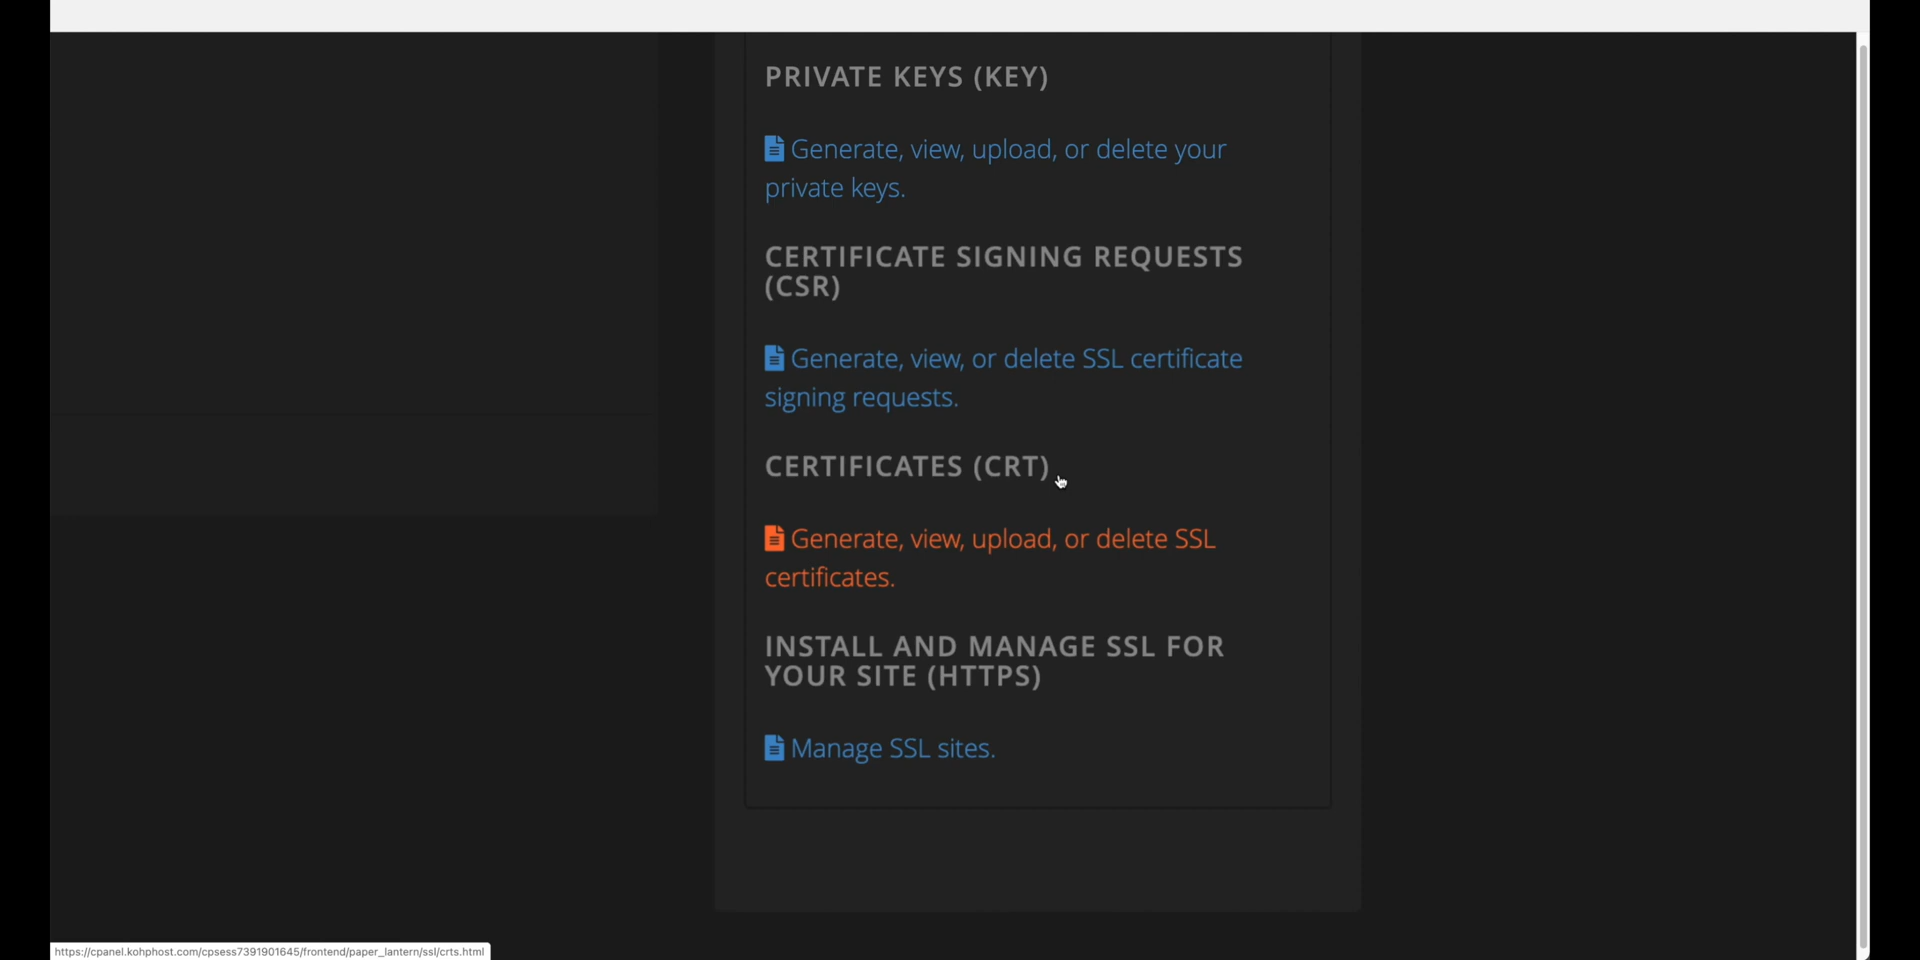 PRIVATE KEYS (KEY)
Generate, view, upload, or delete your
private keys.
CERTIFICATE SIGNING REQUESTS
(CSR)
Generate, view, or delete SSL certificate
signing requests.
CERTIFICATES (CRT)
Generate, view, upload, or delete SSL
certificates.
INSTALL AND MANAGE SSL FOR
YOUR SITE (HTTPS)
Manage SSL sites.
https://cpanel.kohphost.com/cpsess7391901645/frontend/paper_lantern/ssl/crts.html